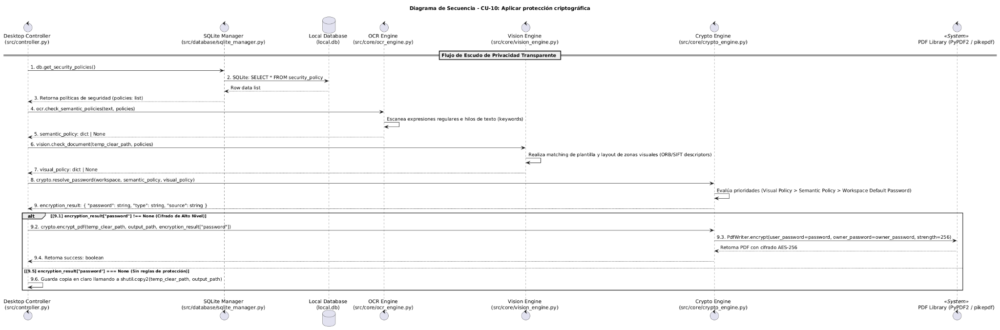 Diagrama de Secuencia - CU-10: Aplicar protección criptográfica
Desktop Controller
(src/controller.py)
SQLite Manager
(src/database/sqlite_manager.py)
Local Database
(local.db)
OCR Engine
(src/core/ocr_engine.py)
Vision Engine
(src/core/vision_engine.py)
Crypto Engine
(src/core/crypto_engine.py)
«System»
PDF Library (PyPDF2 / pikepdf)
Flujo de Escudo de Privacidad Transparente
1. db.get_security_policies()
2. SQLite: SELECT * FROM security_policy
Row data list
3. Retorna políticas de seguridad (policies: list)
4. ocr.check_semantic_policies(text, policies)
Escanea expresiones regulares e hilos de texto (keywords)
5. semantic_policy: dict | None
6. vision.check_document(temp_clear_path, policies)
Realiza matching de plantilla y layout de zonas visuales (ORB/SIFT descriptors)
7. visual_policy: dict | None
8. crypto.resolve_password(workspace, semantic_policy, visual_policy)
Evalúa prioridades (Visual Policy > Semantic Policy > Workspace Default Password)
9. encryption_result: { "password": string, "type": string, "source": string }
alt [[9.1] encryption_result["password"] !== None (Cifrado de Alto Nivel)]
9.2. crypto.encrypt_pdf(temp_clear_path, output_path, encryption_result["password"])
9.3. PdfWriter.encrypt(user_password=password, owner_password=owner_password, strength=256)
Retorna PDF con cifrado AES-256
9.4. Retorna success: boolean
[[9.5] encryption_result["password"] === None (Sin reglas de protección)]
9.6. Guarda copia en claro llamando a shutil.copy2(temp_clear_path, output_path)
Desktop Controller
(src/controller.py)
SQLite Manager
(src/database/sqlite_manager.py)
Local Database
(local.db)
OCR Engine
(src/core/ocr_engine.py)
Vision Engine
(src/core/vision_engine.py)
Crypto Engine
(src/core/crypto_engine.py)
«System»
PDF Library (PyPDF2 / pikepdf)